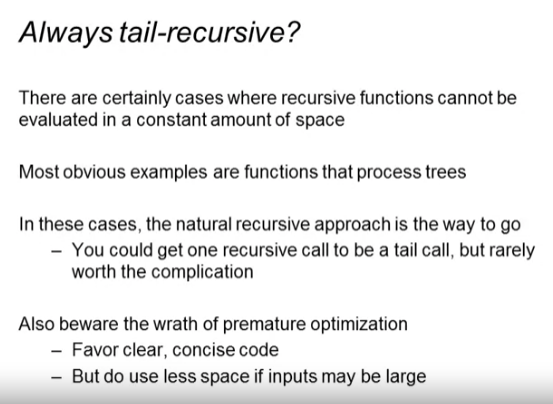 Always tail-recursive?
There are certainly cases where recursive functions cannot be
evaluated in a constant amount of space
Most obvious examples are functions that process trees
In these cases, the natural recursive approach is the way to go
– You could get one recursive call to be a tail call, but rarely
worth the complication
Also beware the wrath of premature optimization
– Favor clear, concise code
– But do use less space if inputs may be large